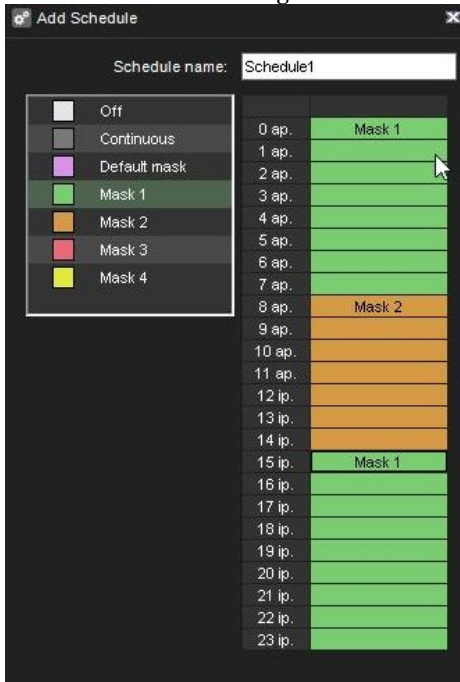 Add Schedule
Schedule name: Schedule1
Off
Continuous
Default mask
Mask 1
Mask 2
Mask 3
Mask 4
0 ap. Mask 1
1 ap.
2 ap.
3 ap.
4 ap.
5 ap.
6 ap.
7 ap.
8 ap. Mask 2
9 ap.
10 ap.
11 ap.
12 ip.
13 ip.
14 ip.
15 ip. Mask 1
16 ip.
17 ip.
18 ip.
19 ip.
20 ip.
21 ip.
22 ip.
23 ip.